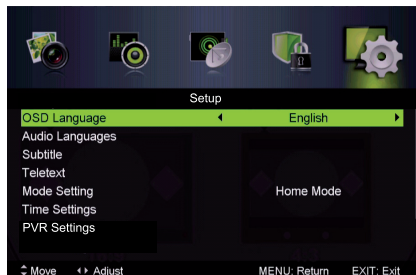 Setup
OSD Language English
Audio Languages
Subtitle
Teletext
Mode Setting Home Mode
Time Settings
PVR Settings
Move Adjust MENU: Return EXIT: Exit